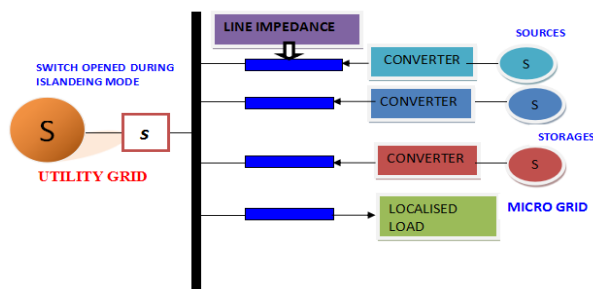 LINE IMPEDANCE
SOURCES
SWITCH OPENED DURING
ISLANDEING MODE
CONVERTER
S
CONVERTER
S
S
s
STORAGES
CONVERTER
S
UTILITY GRID
LOCALISED
LOAD
MICRO GRID